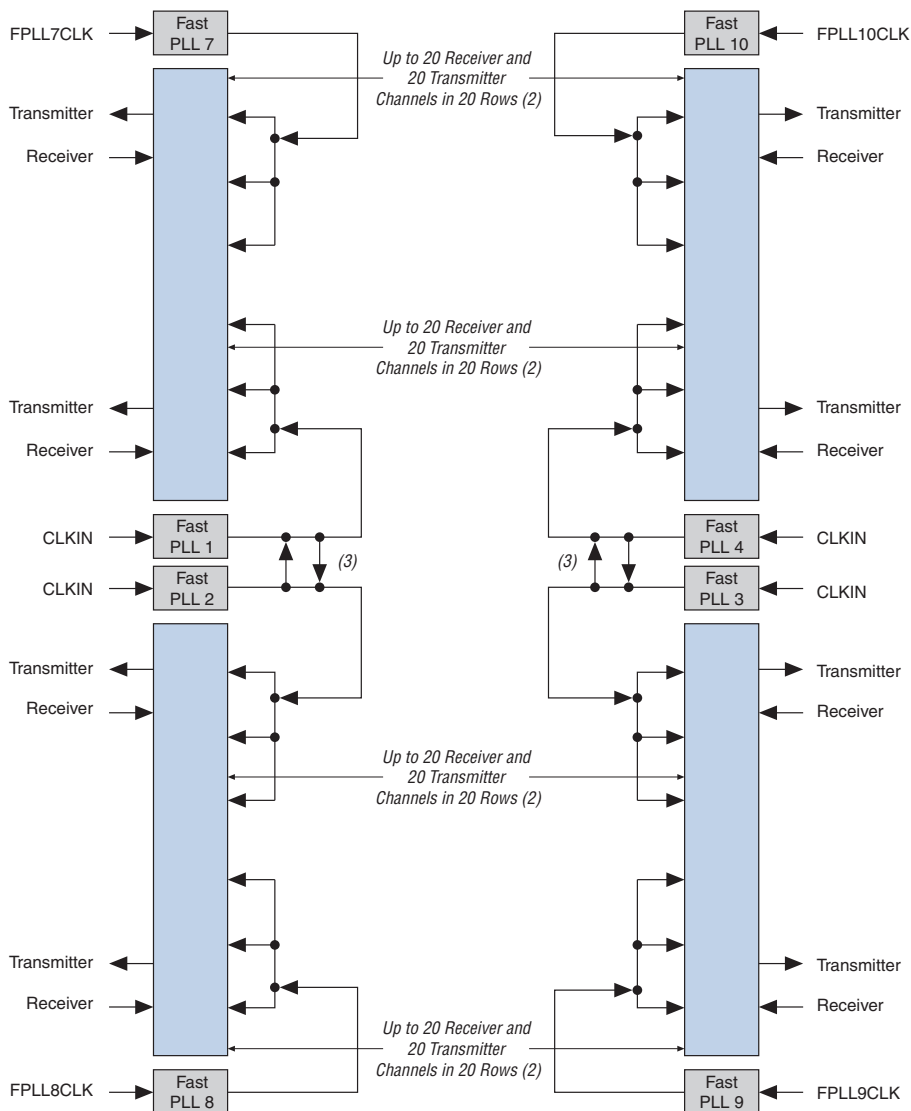 FPLL7CLK
Fast
PLL 7
Fast
PLL 10
FPLL10CLK
Up to 20 Receiver and
20 Transmitter
Channels in 20 Rows (2)
Transmitter
Transmitter
Receiver
Receiver
Up to 20 Receiver and
20 Transmitter
Channels in 20 Rows (2)
Transmitter
Transmitter
Receiver
Receiver
CLKIN
Fast
PLL 1
(3)
(3)
Fast
PLL 4
CLKIN
CLKIN
Fast
PLL 2
Fast
PLL 3
CLKIN
Transmitter
Transmitter
Receiver
Receiver
Up to 20 Receiver and
20 Transmitter
Channels in 20 Rows (2)
Transmitter
Transmitter
Receiver
Receiver
Up to 20 Receiver and
20 Transmitter
Channels in 20 Rows (2)
FPLL8CLK
Fast
PLL 8
Fast
PLL 9
FPLL9CLK